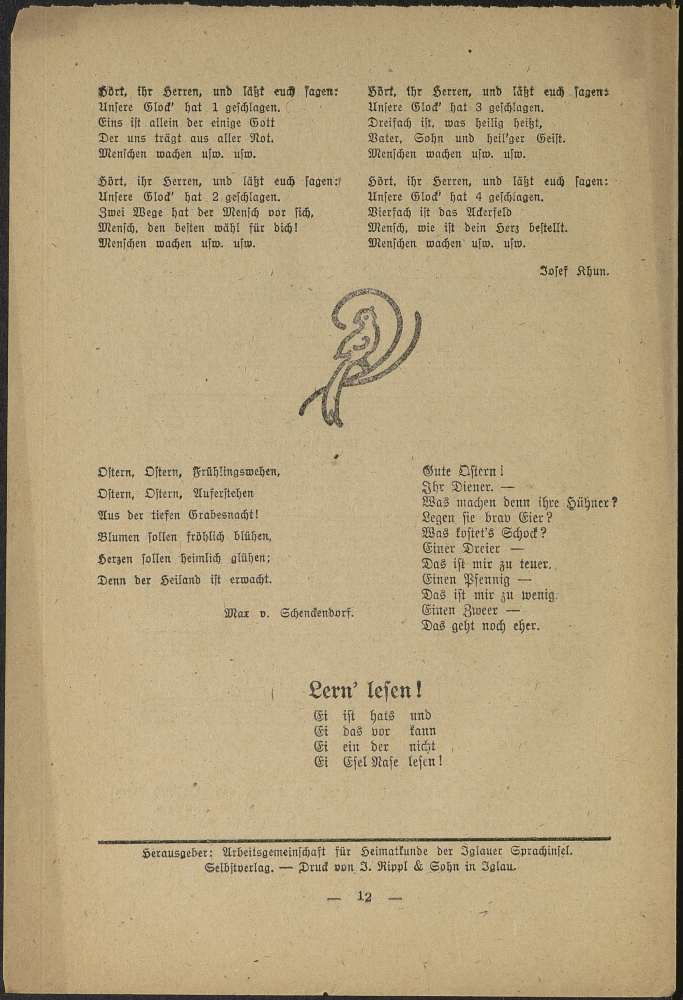 Hört, ihr Herren, und läßt euch sagen:
Unsere Glock' hat 1 geschlagen.
Eins ist allein der einige Gott
Der uns trägt aus aller Not.
Menschen wachen usw. usw.
Hört, ihr Herren, und läßt euch sagen:
Unsere Glock' hat 2 geschlagen.
Zwei Wege hat der Mensch vor sich,
Mensch, den besten wähl für dich!
Menschen wachen usw. usw.
Hört, ihr Herren, und läßt euch sagen:
Unsere Glock' hat 3 geschlagen.
Dreifach ist, was heilig heißt,
Vater, Sohn und heil'ger Geist.
Menschen wachen usw. usw.
Hört, ihr Herren, und läßt euch sagen:
Unsere Glock' hat 4 geschlagen.
Vierfach ist das Ackerfeld
Mensch, wie ist dein Herz bestellt.
Menschen wachen usw. usw.
Josef Khun.
Ostern, Ostern, Frühlingswehen,
Ostern, Ostern, Auferstehen
Aus der tiefen Grabesnacht!
Blumen sollen fröhlich blühen,
Herzen sollen heimlich glühen;
Denn der Heiland ist erwacht.
Max v. Schenckendorf.
Gute Ostern!
Ihr Diener. —
Was machen denn ihre Hühner?
Legen sie brav Eier?
Was kostet's Schock?
Einer Dreier —
Das ist mir zu teuer.
Einen Pfennig —
Das ist mir zu wenig.
Einen Zweer —
Das geht noch eher.
Lern' lesen!
Ei ist hats und
Ei das vor kann
Ei ein der nicht
Ei Esel Nase lesen!
Herausgeber: Arbeitsgemeinschaft für Heimatkunde der Iglauer Sprachinsel.
Selbstverlag. — Druck von J. Rippl & Sohn in Iglau.
— 12 —